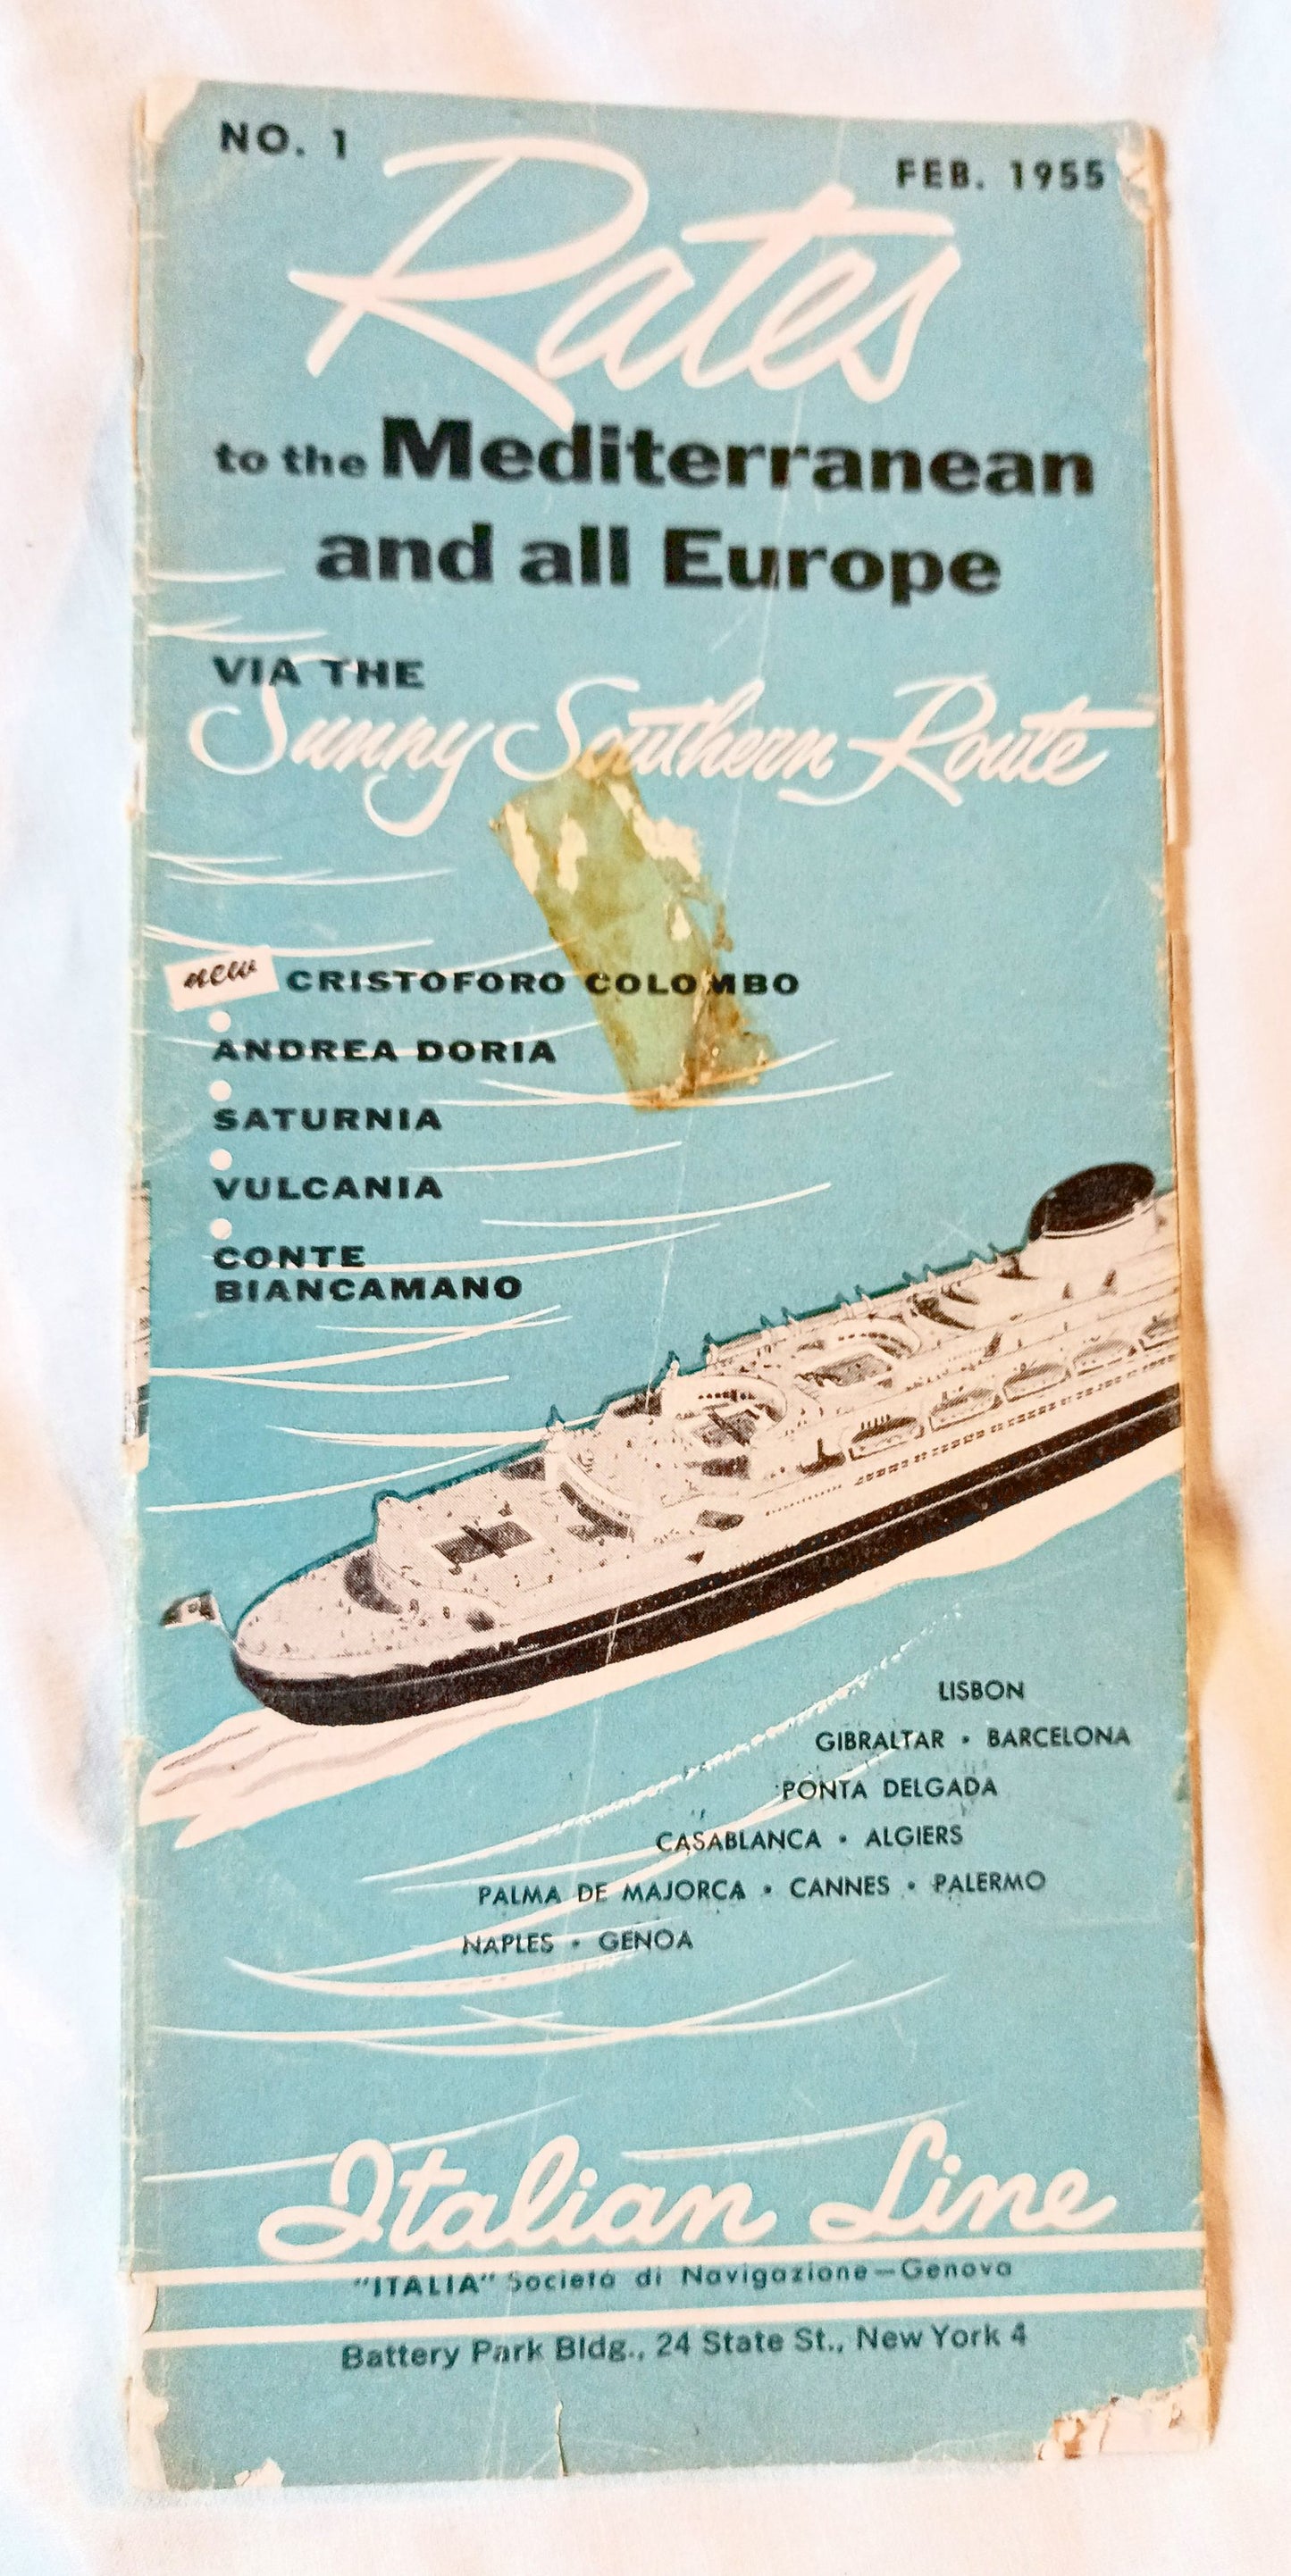 NO. 1
FEB. 1955
Rates
to the Mediterranean
and all Europe
VIA THE
Sunny Southern Route
new CRISTOFORO COLOMBO
ANDREA DORIA
SATURNIA
VULCANIA
CONTE
BIANCAMANO
LISBON
GIBRALTAR • BARCELONA
PONTA DELGADA
CASABLANCA • ALGIERS
PALMA DE MAJORCA • CANNES • PALERMO
NAPLES • GENOA
Italian Line
"ITALIA" Società di Navigazione—Genova
Battery Park Bldg., 24 State St., New York 4